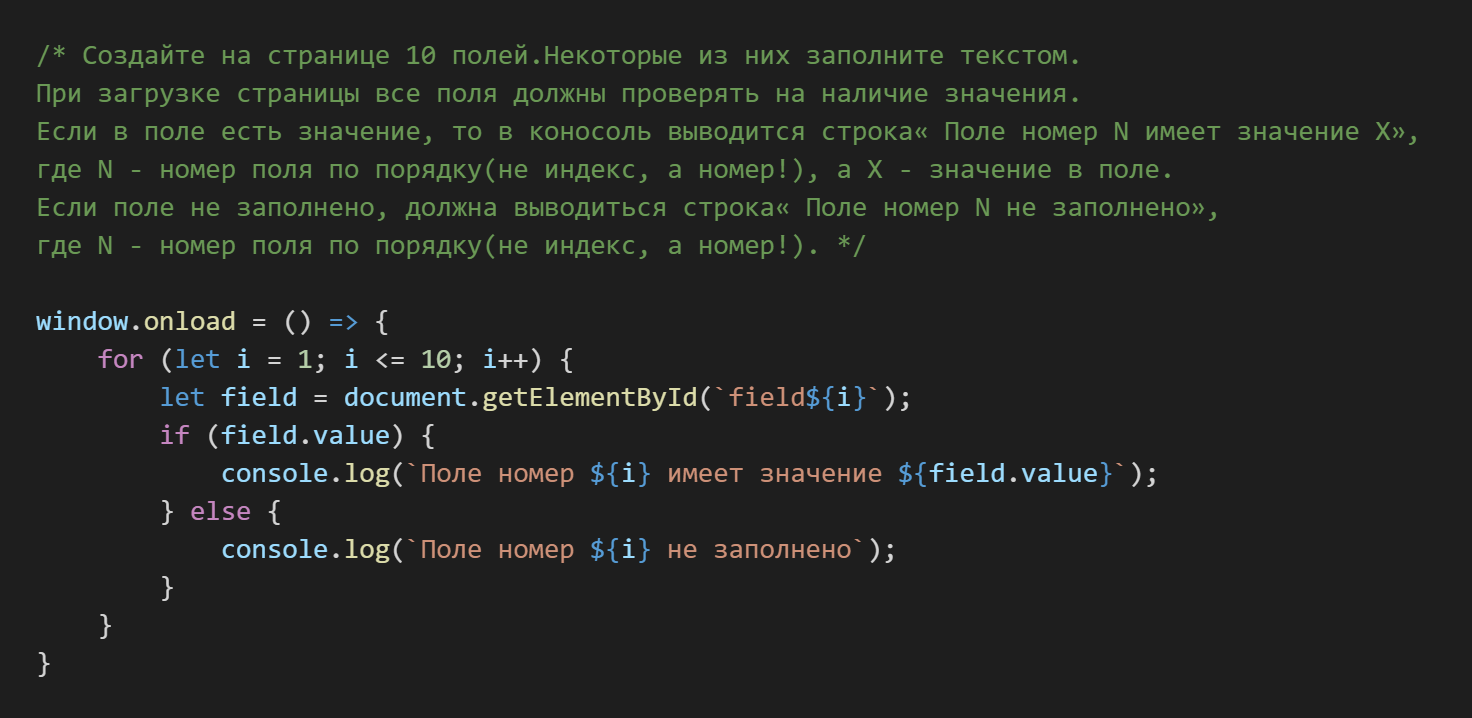 /* Создайте на странице 10 полей.Некоторые из них заполните текстом.
При загрузке страницы все поля должны проверять на наличие значения.
Если в поле есть значение, то в коносоль выводится строка« Поле номер N имеет значение X»,
где N - номер поля по порядку(не индекс, а номер!), а X - значение в поле.
Если поле не заполнено, должна выводиться строка« Поле номер N не заполнено»,
где N - номер поля по порядку(не индекс, а номер!). */
window.onload = () => {
    for (let i = 1; i <= 10; i++) {
        let field = document.getElementById(`field${i}`);
        if (field.value) {
            console.log(`Поле номер ${i} имеет значение ${field.value}`);
        } else {
            console.log(`Поле номер ${i} не заполнено`);
        }
    }
}